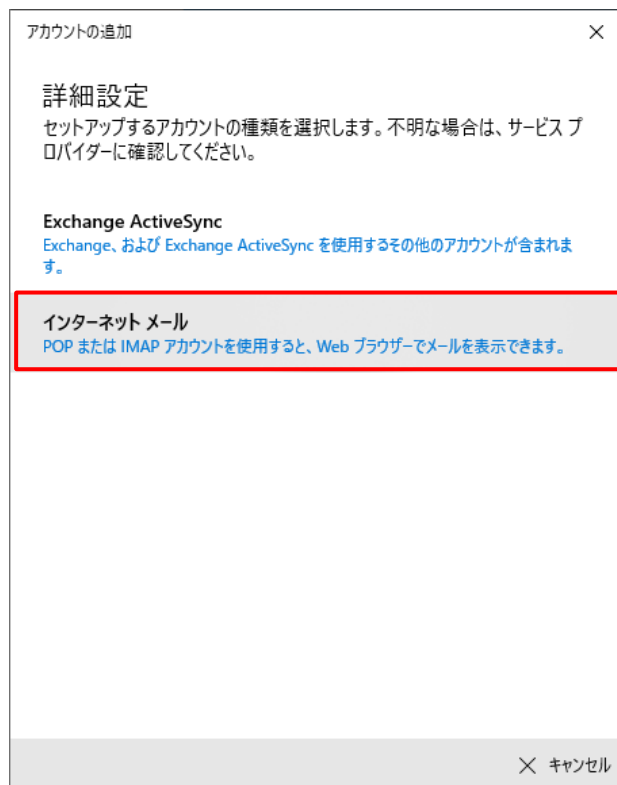 アカウントの追加
詳細設定
セットアップするアカウントの種類を選択します。不明な場合は、サービス プ
ロバイダーに確認してください。
Exchange ActiveSync
Exchange、および Exchange ActiveSync を使用するその他のアカウントが含まれま
す。
インターネット メール
POP または IMAP アカウントを使用すると、Web ブラウザーでメールを表示できます。
キャンセル